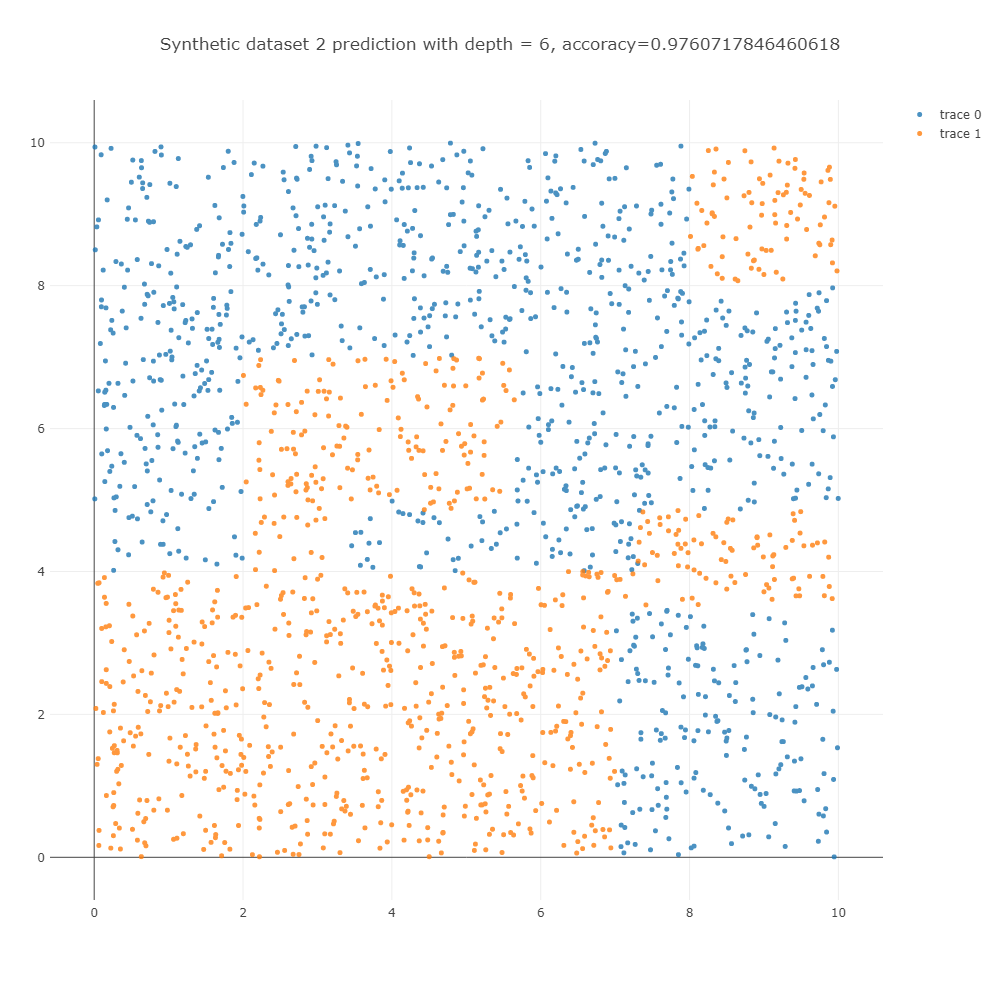 Synthetic dataset 2 prediction with depth = 6, accoracy=0.9760717846460618
trace 0
trace 1
10
8
6
4
2
0
0 2 4 6 8 10